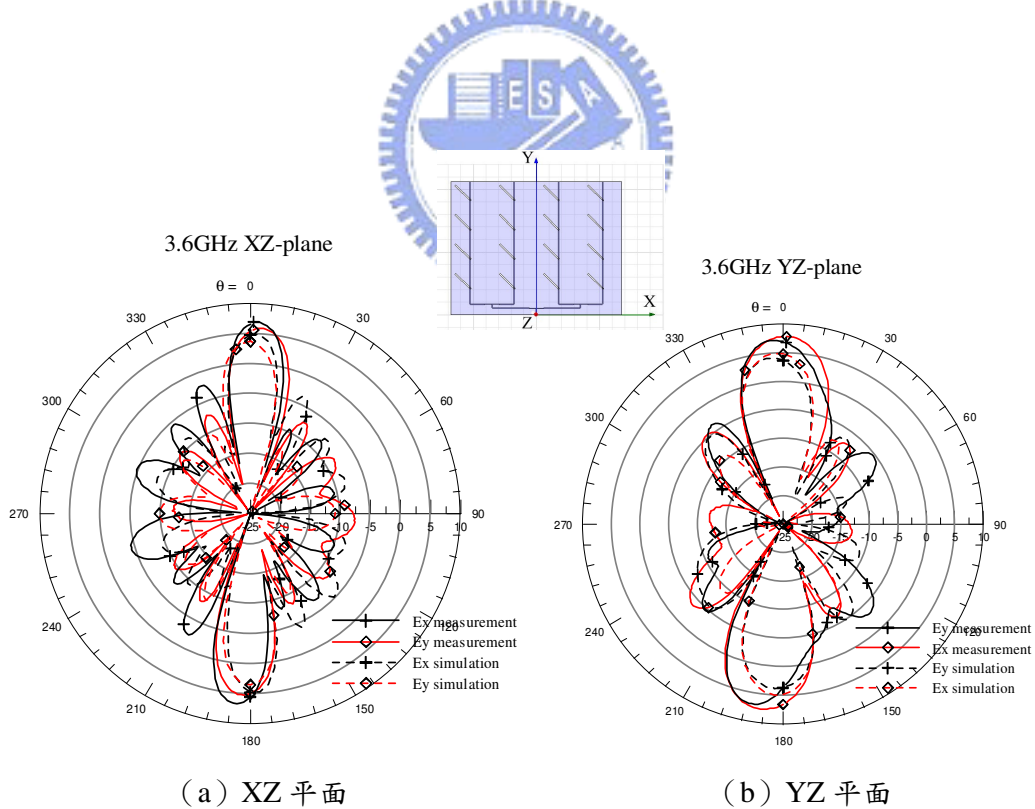 E S A
Y
X
Z
3.6GHz XZ-plane
θ = 0
30
60
90
120
150
180
210
240
270
300
330
-25 -20 -15 -10 -5 0 5 10
Ex measurement
Ey measurement
Ex simulation
Ey simulation
3.6GHz YZ-plane
θ = 0
30
60
90
120
150
180
210
240
270
300
330
-25 -20 -15 -10 -5 0 5 10
Ey measurement
Ex measurement
Ey simulation
Ex simulation
（a）XZ 平面
（b）YZ 平面